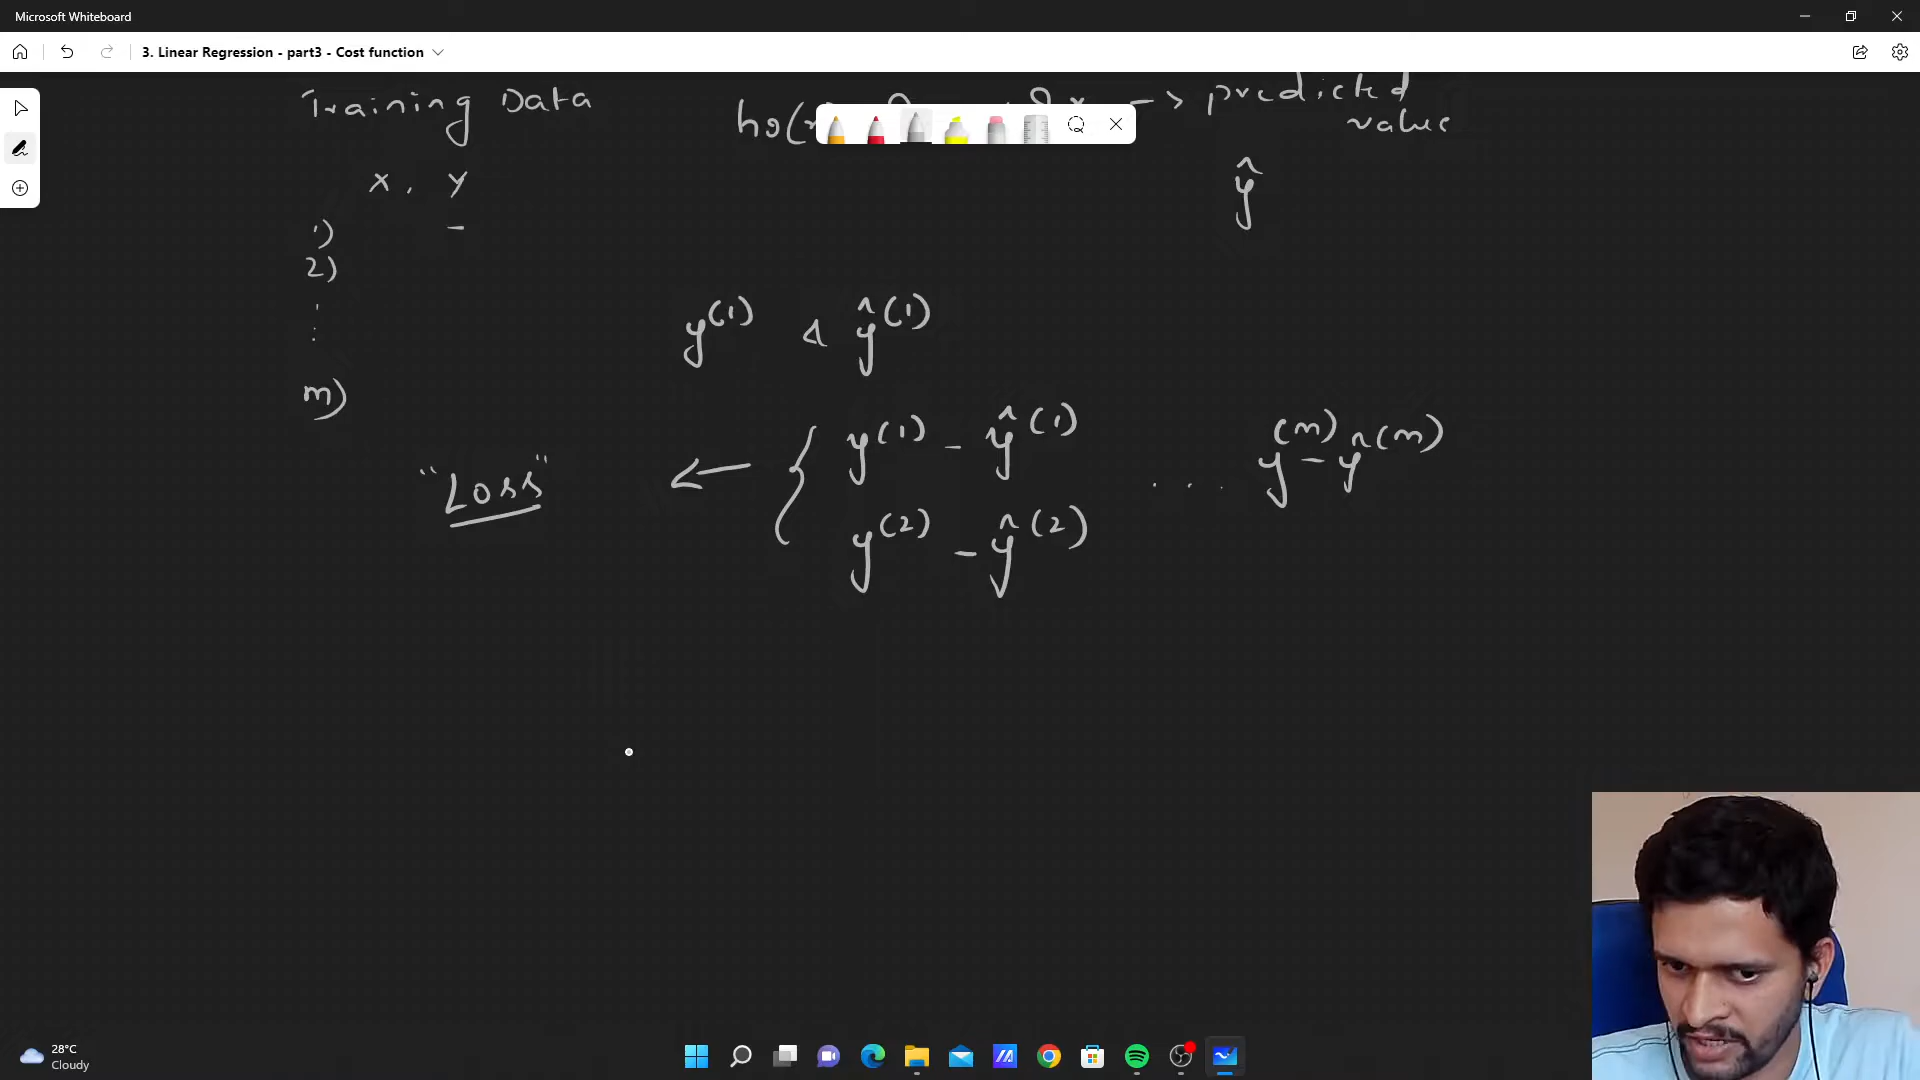 Microsoft Whiteboard
3. Linear Regression - part3 - Cost function
Training Data
hθ(x) -> predicted
value
x, y
ŷ
1) -
2)
:
m)
y⁽¹⁾ & ŷ⁽¹⁾
y⁽¹⁾ - ŷ⁽¹⁾ ... y⁽ᵐ⁾ - ŷ⁽ᵐ⁾
"Loss" ← {
y⁽²⁾ - ŷ⁽²⁾
28°C
Cloudy